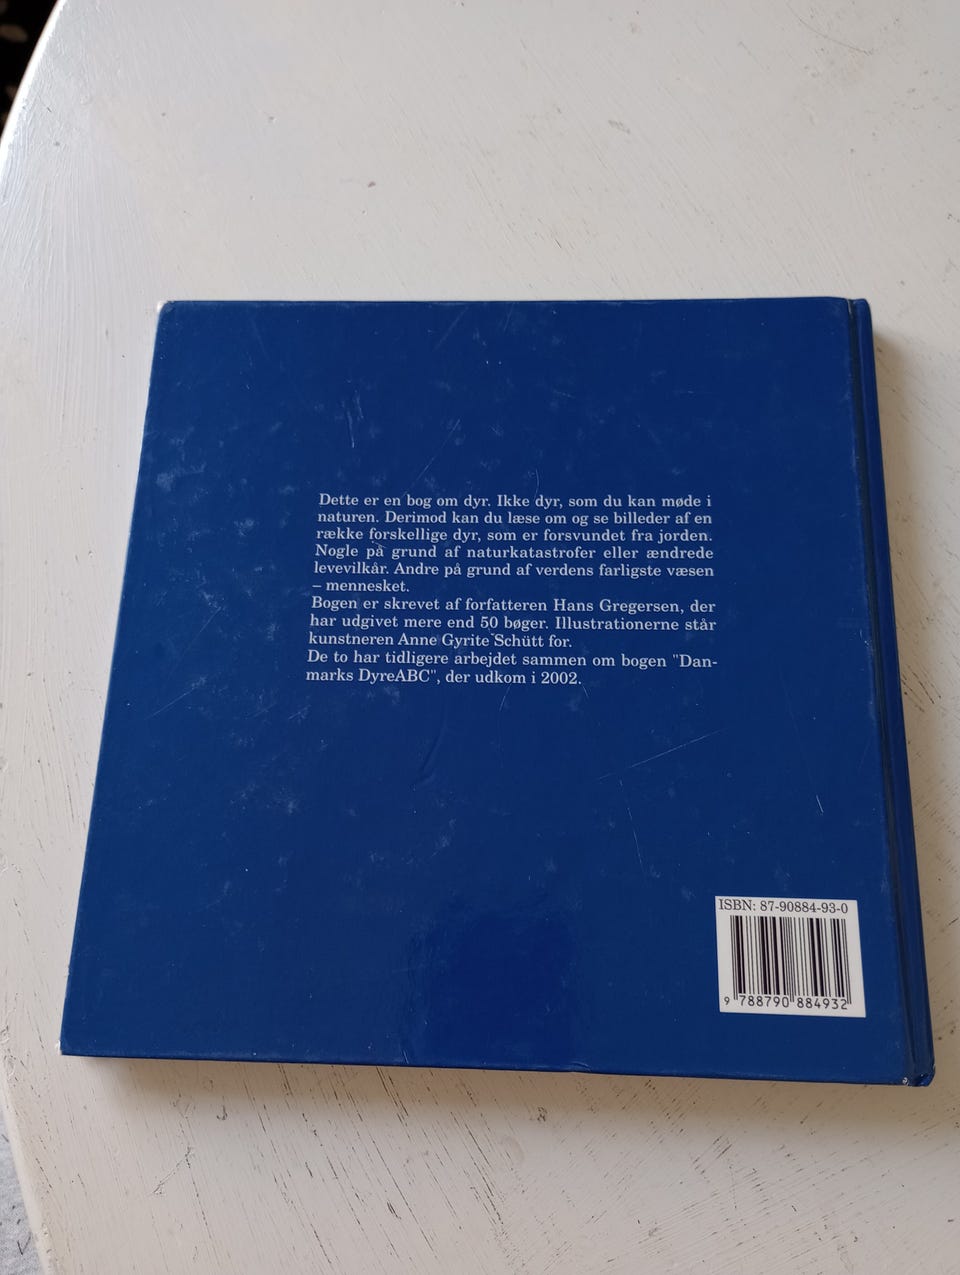 Dette er en bog om dyr. Ikke dyr, som du kan møde i
naturen. Derimod kan du læse om og se billeder af en
række forskellige dyr, som er forsvundet fra jorden.
Nogle på grund af naturkatastrofer eller ændrede
levevilkår. Andre på grund af verdens farligste væsen
– mennesket.
Bogen er skrevet af forfatteren Hans Gregersen, der
har udgivet mere end 50 bøger. Illustrationerne står
kunstneren Anne Gyrite Schütt for.
De to har tidligere arbejdet sammen om bogen "Dan-
marks DyreABC", der udkom i 2002.
ISBN: 87-90884-93-0
9 788790 884932